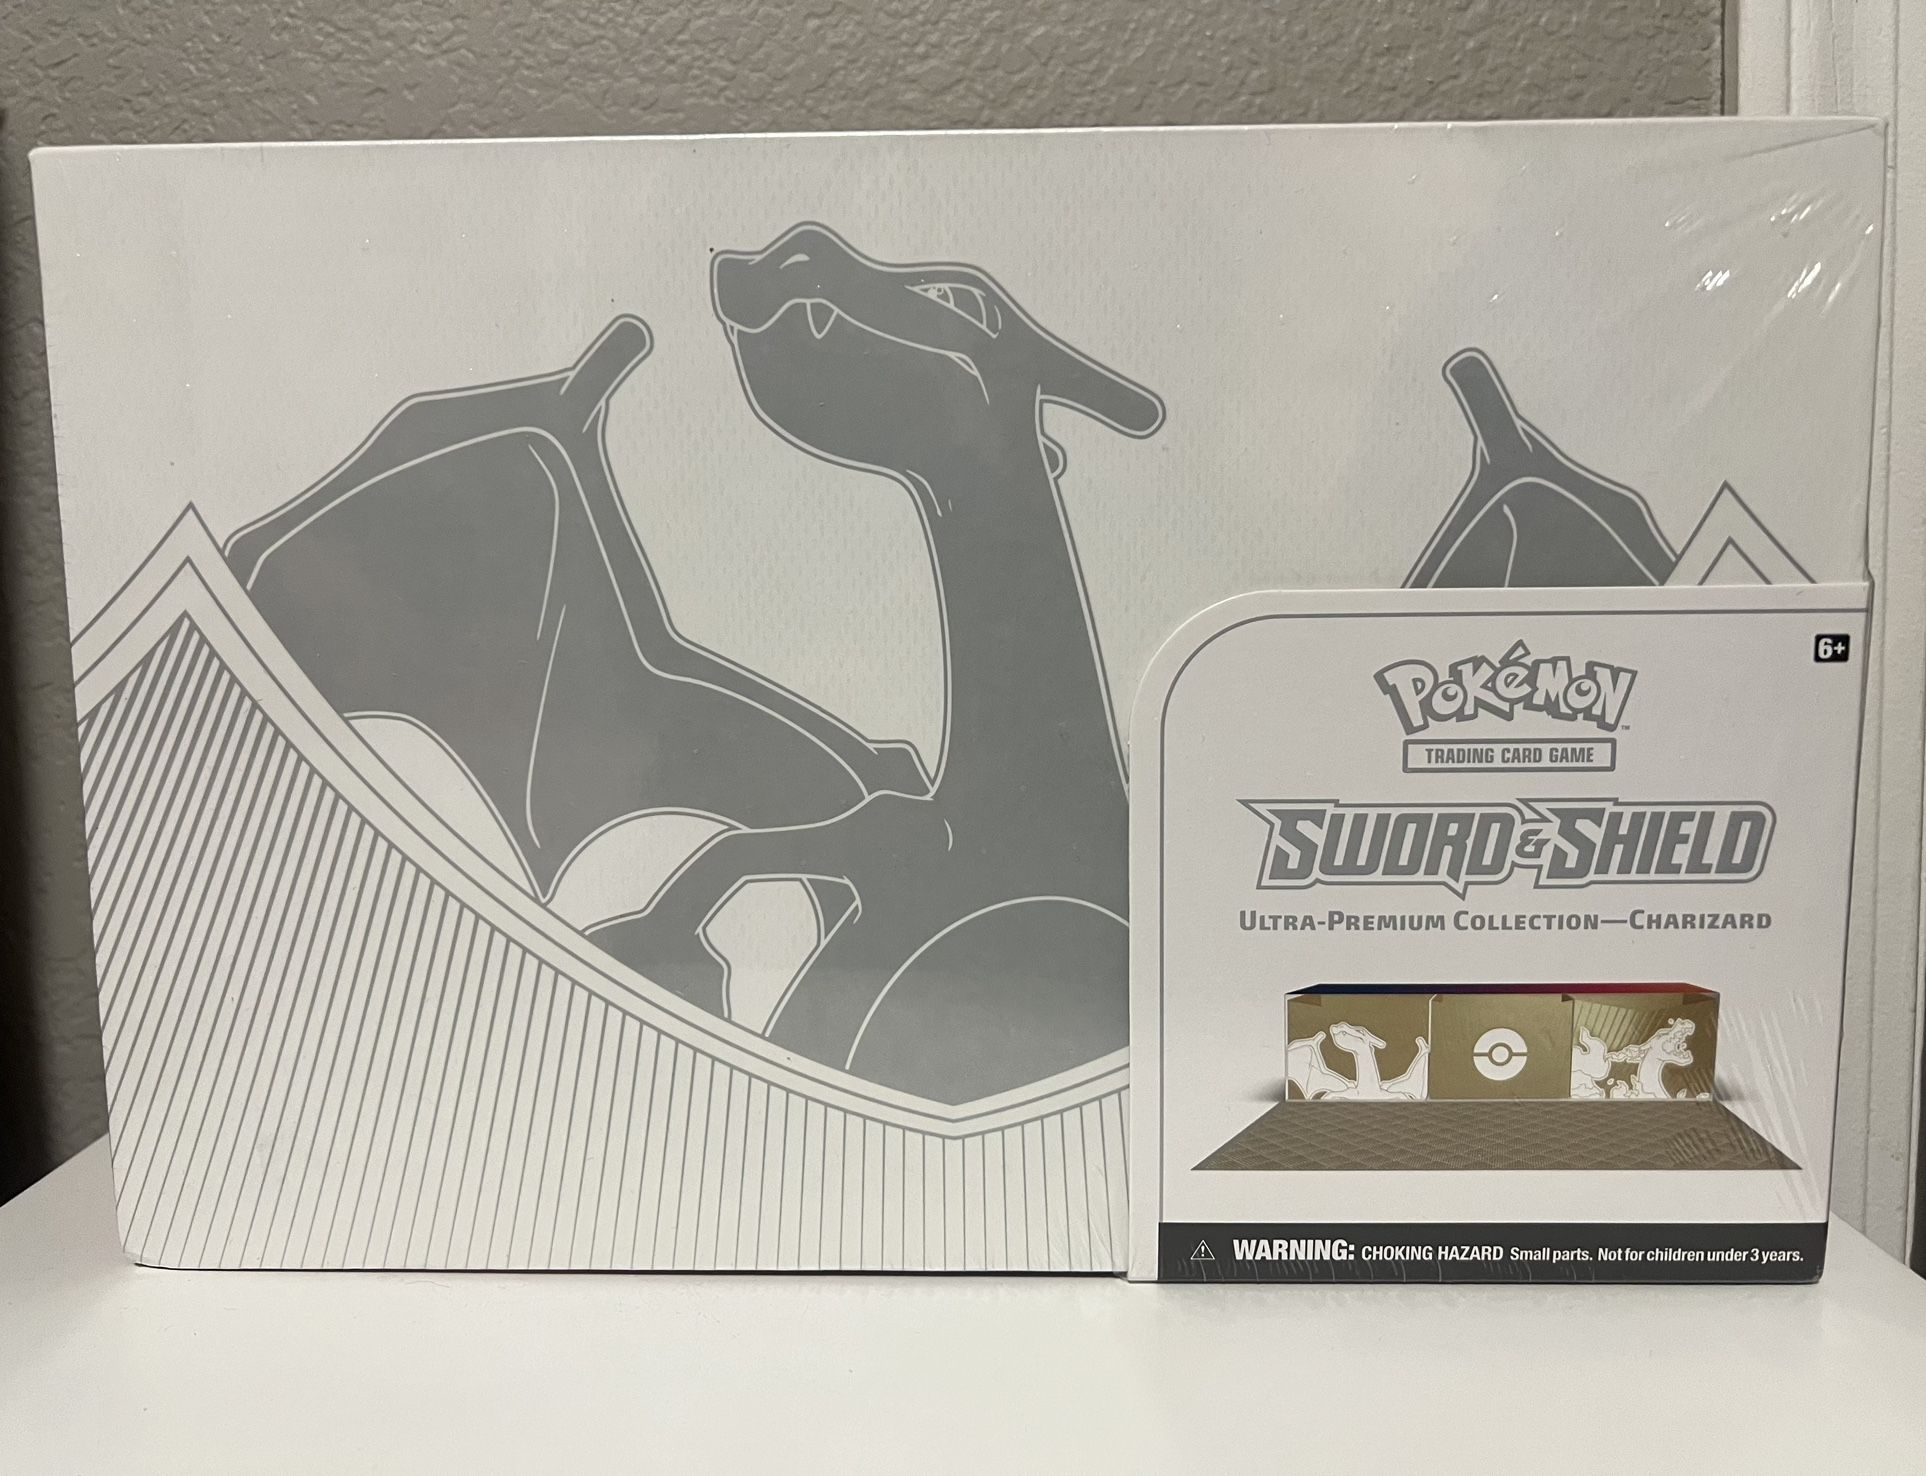 6+
POKéMON™
TRADING CARD GAME
SWORD & SHIELD
ULTRA-PREMIUM COLLECTION—CHARIZARD
WARNING: CHOKING HAZARD Small parts. Not for children under 3 years.